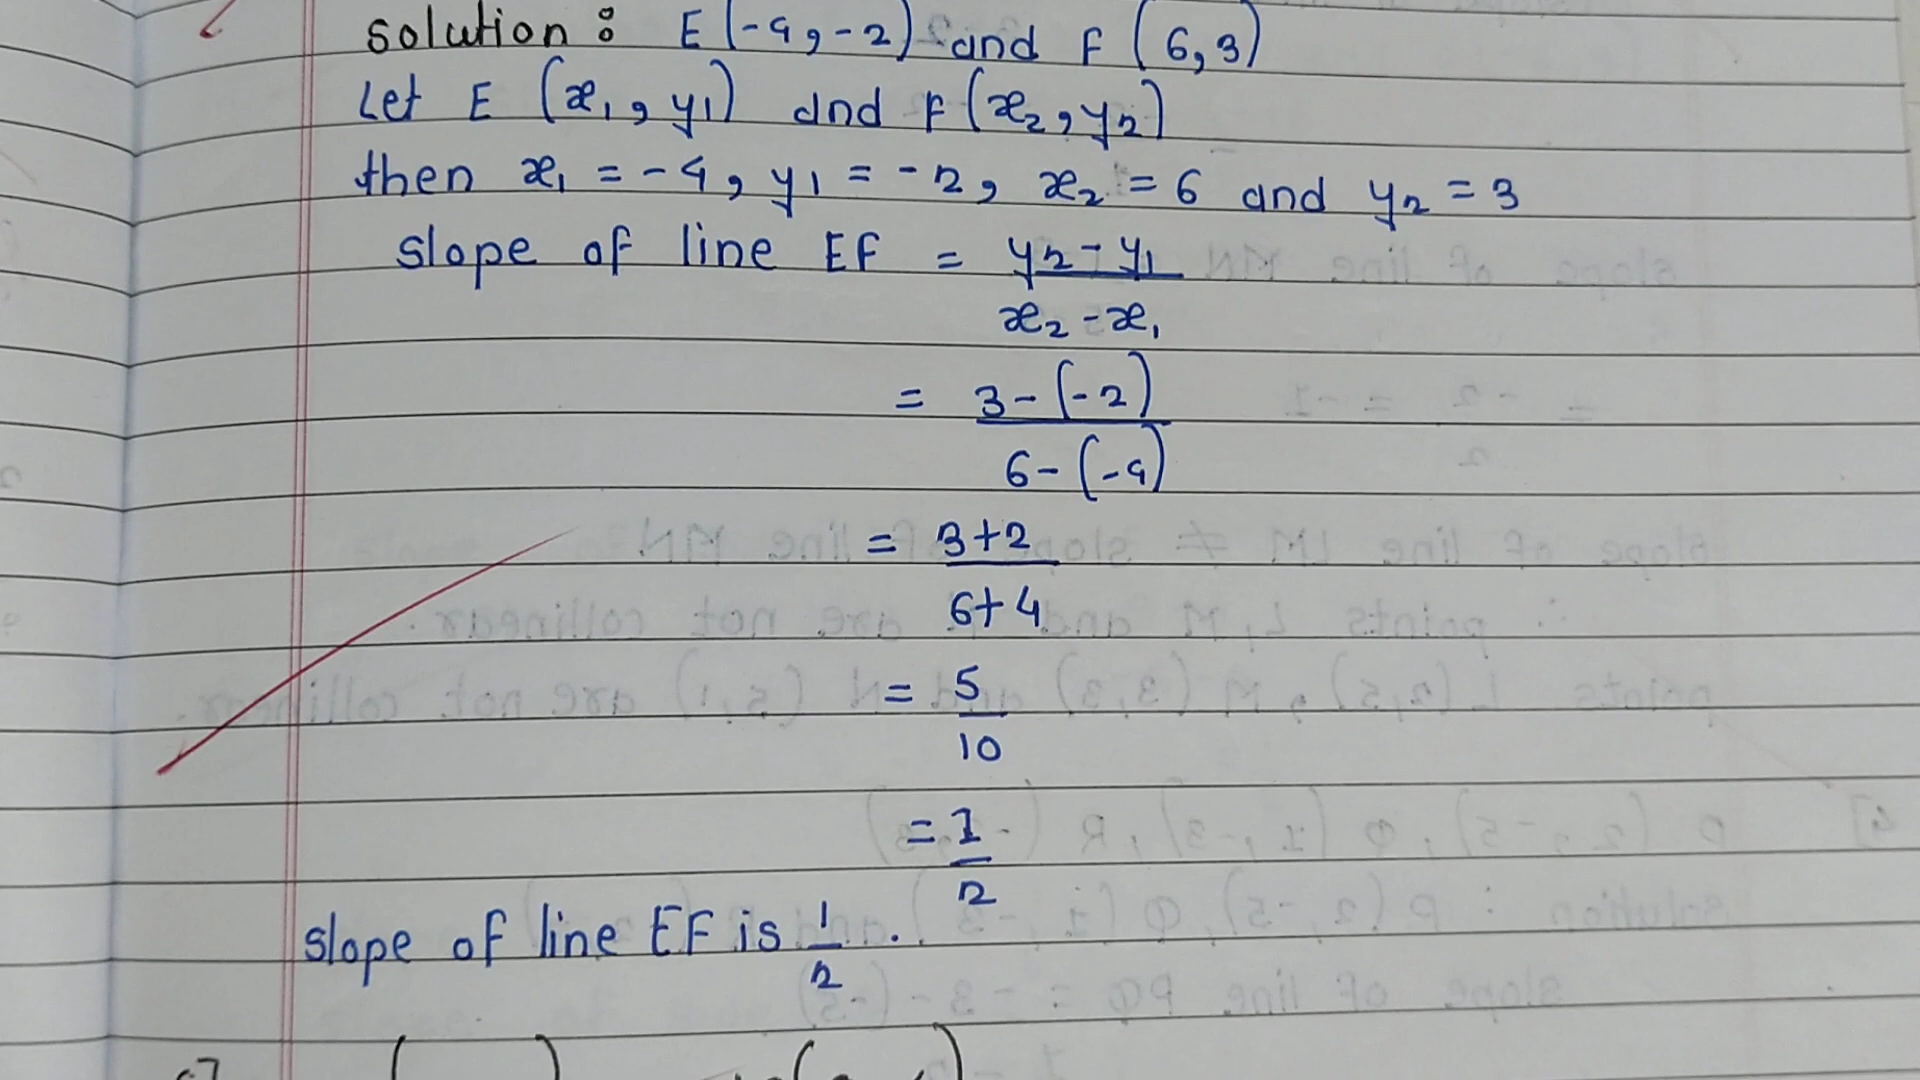 solution : E (-4, -2) and F (6, 3)
Let E (x₁, y₁) and F (x₂, y₂)
then x₁ = -4, y₁ = -2, x₂ = 6 and y₂ = 3
slope of line EF = y₂ - y₁
x₂ - x₁
= 3 - (-2)
6 - (-4)
= 3+2
6+4
= 5
10
= 1
2
slope of line EF is 1/2.